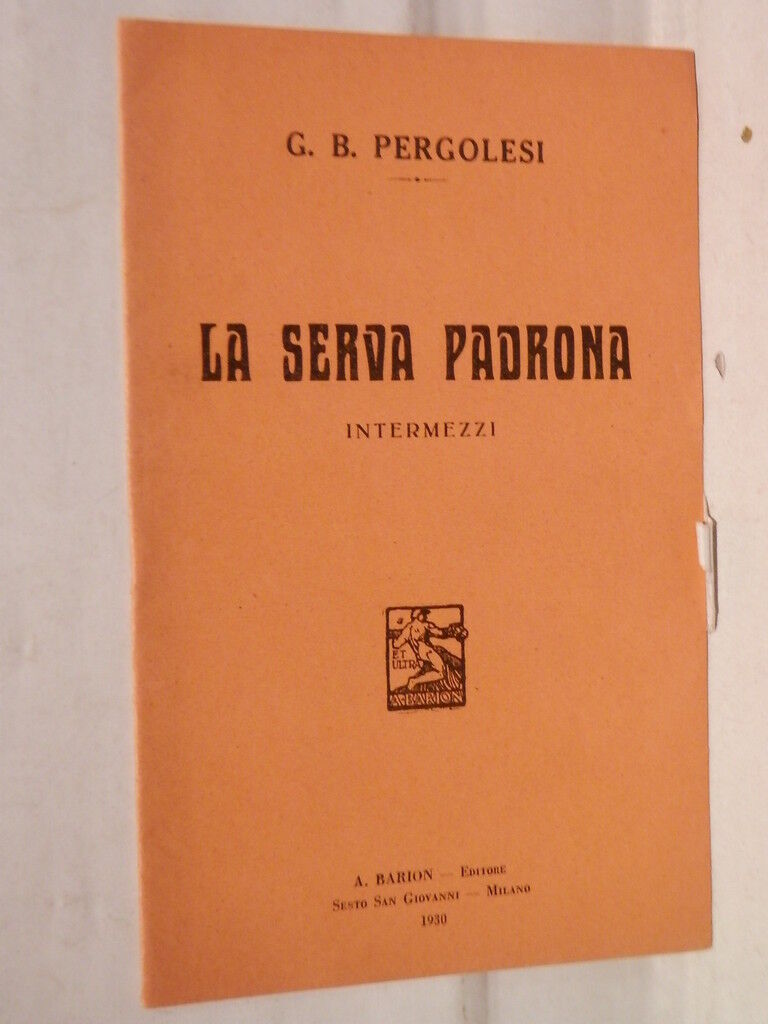 G. B. PERGOLESI
LA SERVA PADRONA
INTERMEZZI
ET
ULTRA
A·BARION
A. BARION — EDITORE
SESTO SAN GIOVANNI — MILANO
1930